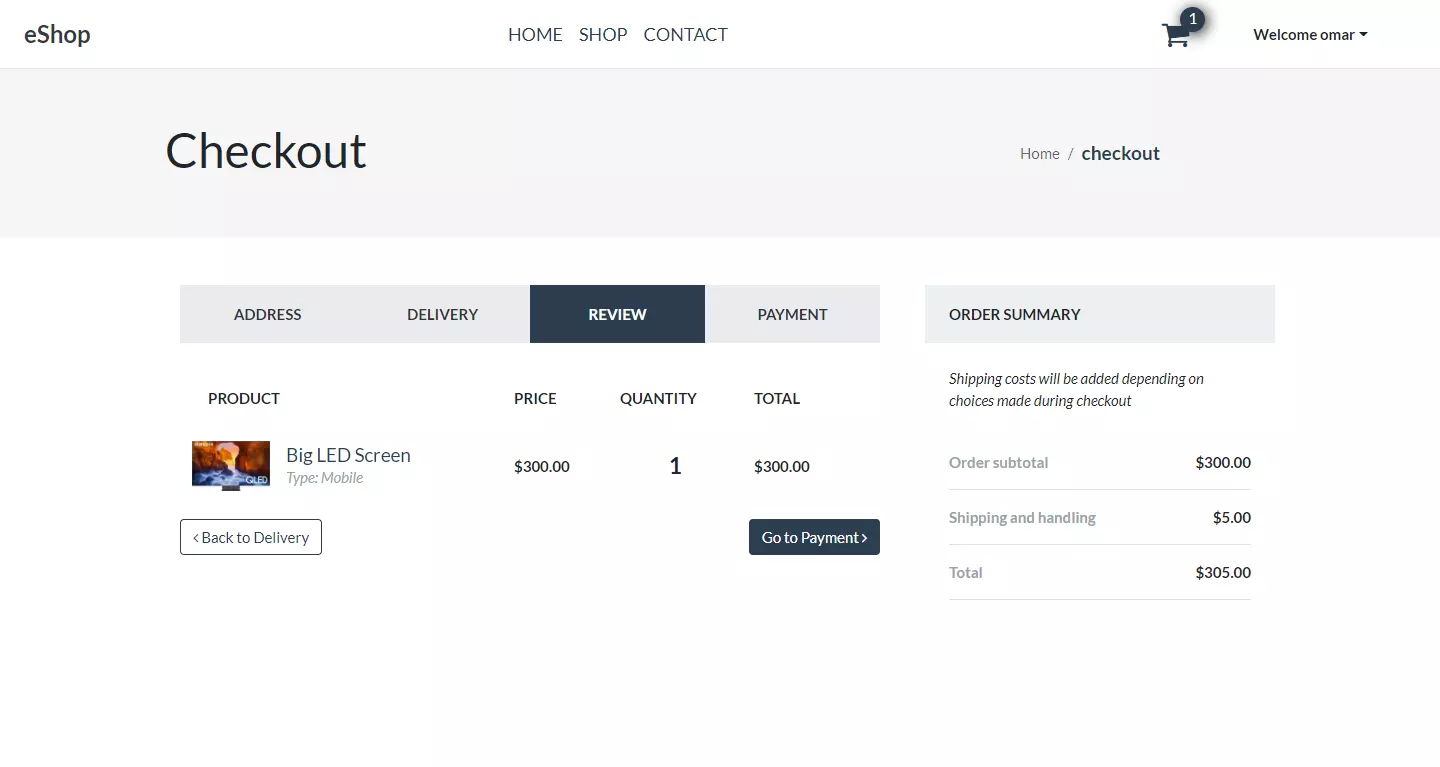 eShop
HOME SHOP CONTACT
1
Welcome omar
Checkout
Home / checkout
ADDRESS DELIVERY REVIEW PAYMENT
PRODUCT PRICE QUANTITY TOTAL
Big LED Screen
Type: Mobile
QLED
$300.00 1 $300.00
‹ Back to Delivery
Go to Payment ›
ORDER SUMMARY
Shipping costs will be added depending on
choices made during checkout
Order subtotal $300.00
Shipping and handling $5.00
Total $305.00